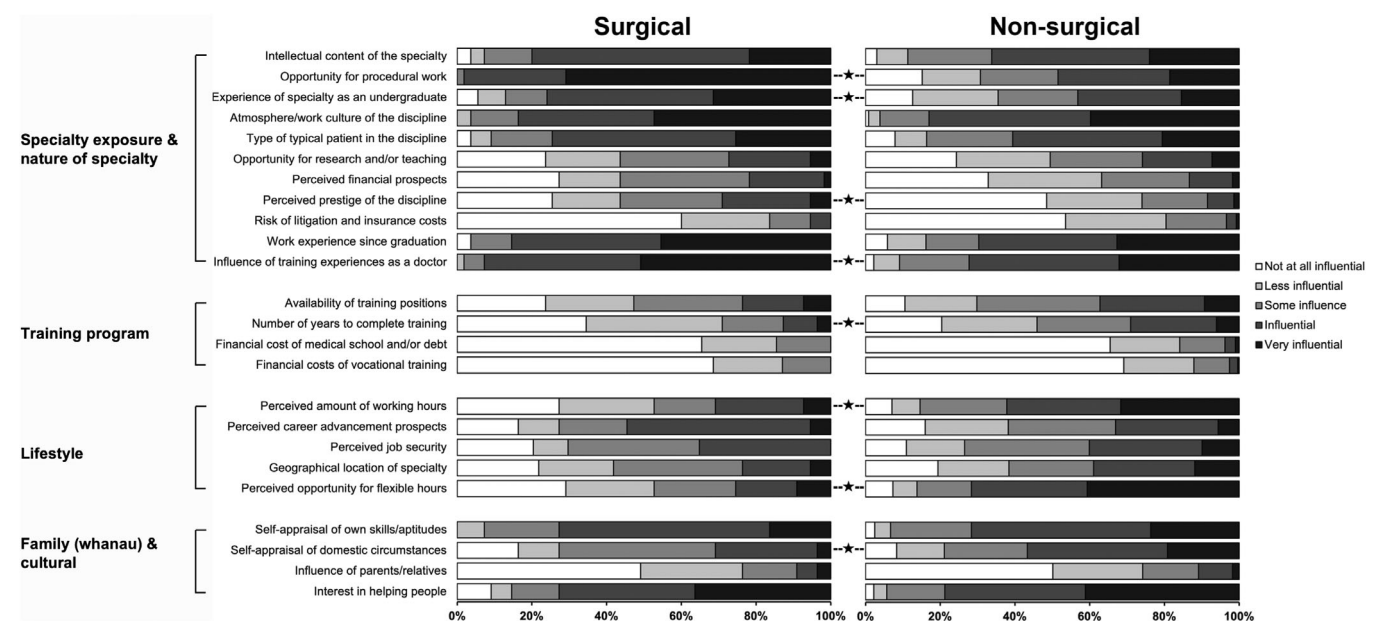 Surgical
Non-surgical
Specialty exposure &
nature of specialty
Intellectual content of the specialty
Opportunity for procedural work
Experience of specialty as an undergraduate
Atmosphere/work culture of the discipline
Type of typical patient in the discipline
Opportunity for research and/or teaching
Perceived financial prospects
Perceived prestige of the discipline
Risk of litigation and insurance costs
Work experience since graduation
Influence of training experiences as a doctor
Training program
Availability of training positions
Number of years to complete training
Financial cost of medical school and/or debt
Financial costs of vocational training
Lifestyle
Perceived amount of working hours
Perceived career advancement prospects
Perceived job security
Geographical location of specialty
Perceived opportunity for flexible hours
Family (whanau) &
cultural
Self-appraisal of own skills/aptitudes
Self-appraisal of domestic circumstances
Influence of parents/relatives
Interest in helping people
0% 20% 40% 60% 80% 100%
0% 20% 40% 60% 80% 100%
Not at all influential
Less influential
Some influence
Influential
Very influential